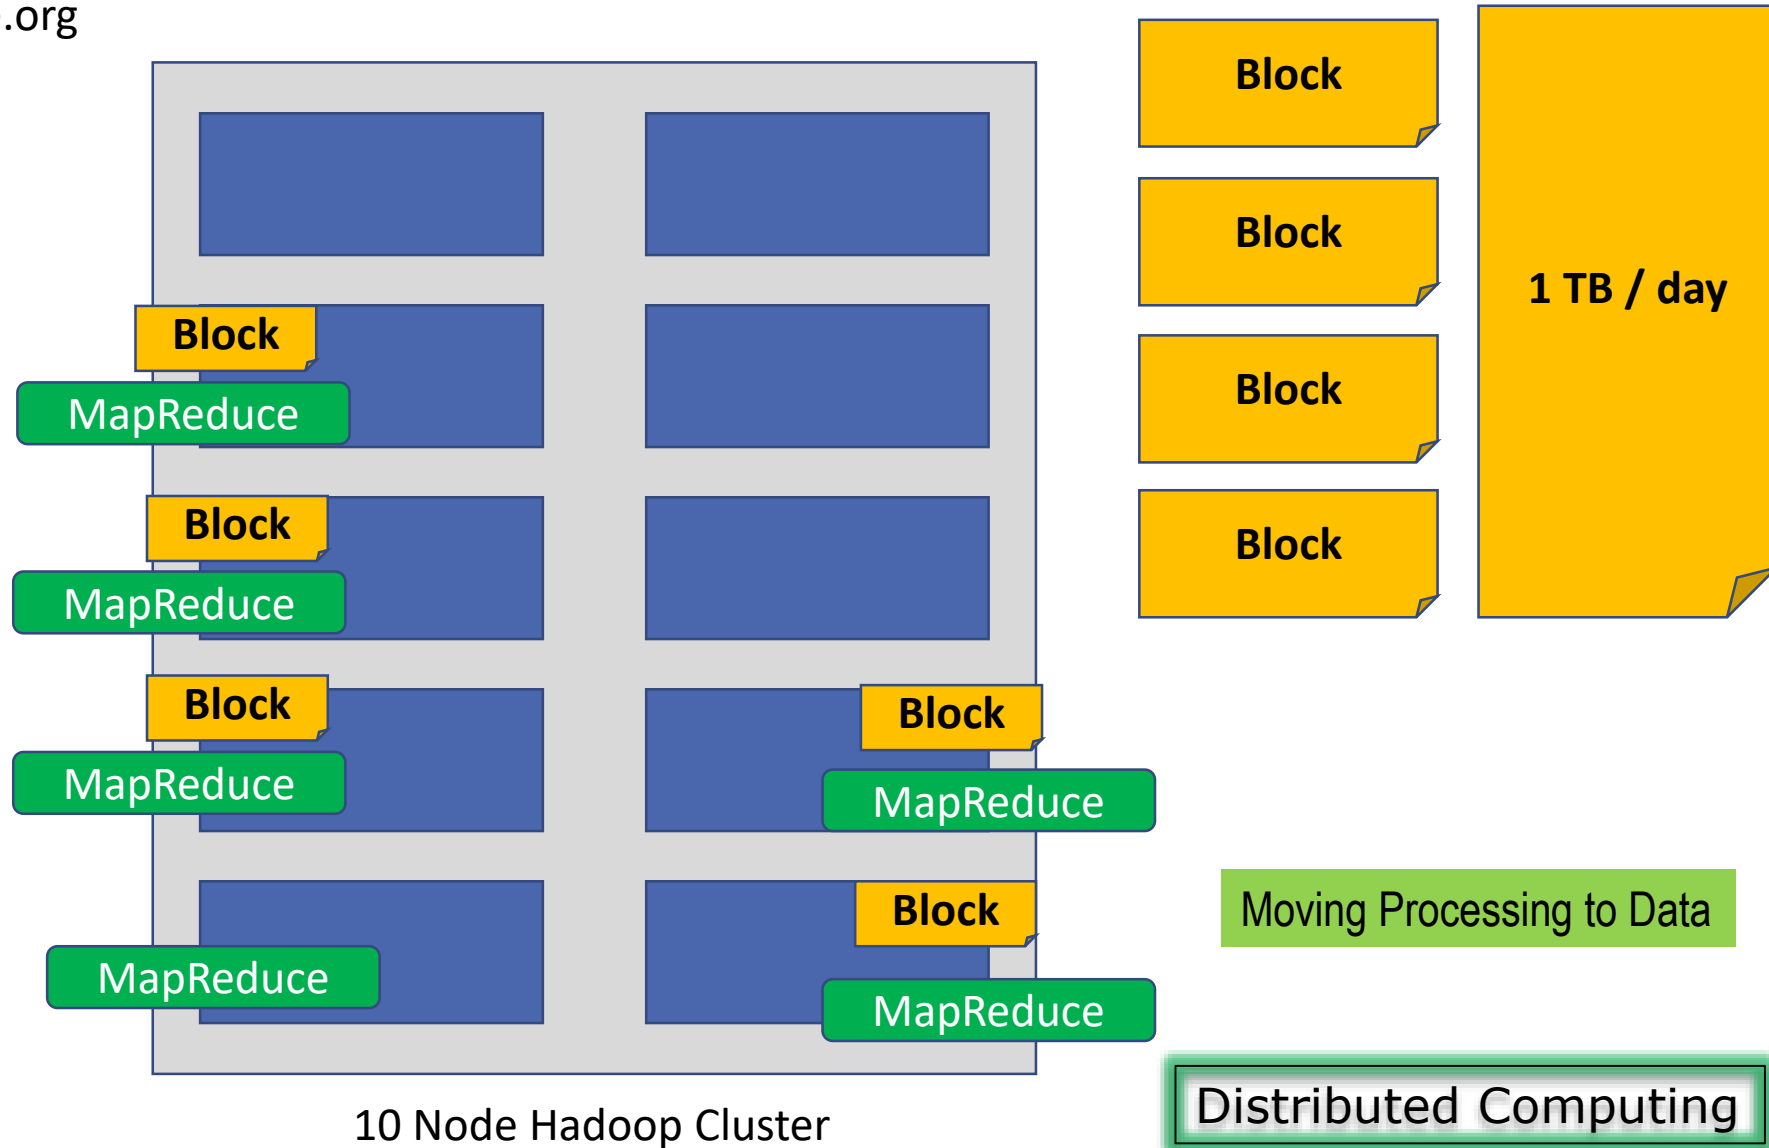 .org
Block
Block
Block
Block
1 TB / day
Block
MapReduce
Block
MapReduce
Block
MapReduce
MapReduce
Block
MapReduce
Block
MapReduce
Moving Processing to Data
10 Node Hadoop Cluster
Distributed Computing